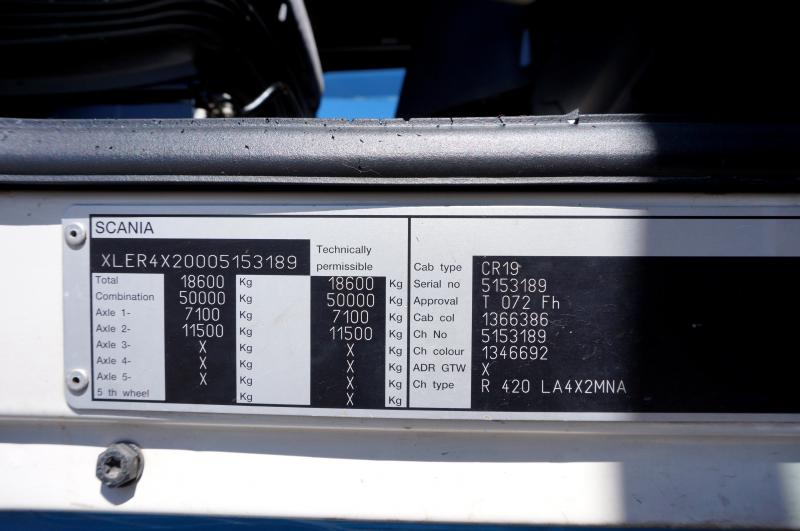 SCANIA
XLER4X20005153189
Technically
permissible
Total 18600 Kg 18600 Kg
Combination 50000 Kg 50000 Kg
Axle 1- 7100 Kg 7100 Kg
Axle 2- 11500 Kg 11500 Kg
Axle 3- X Kg X Kg
Axle 4- X Kg X Kg
Axle 5- X Kg X Kg
5 th wheel Kg X Kg
Cab type CR19
Serial no 5153189
Approval T 072 Fh
Cab col 1366386
Ch No 5153189
Ch colour 1346692
ADR GTW X
Ch type R 420 LA4X2MNA